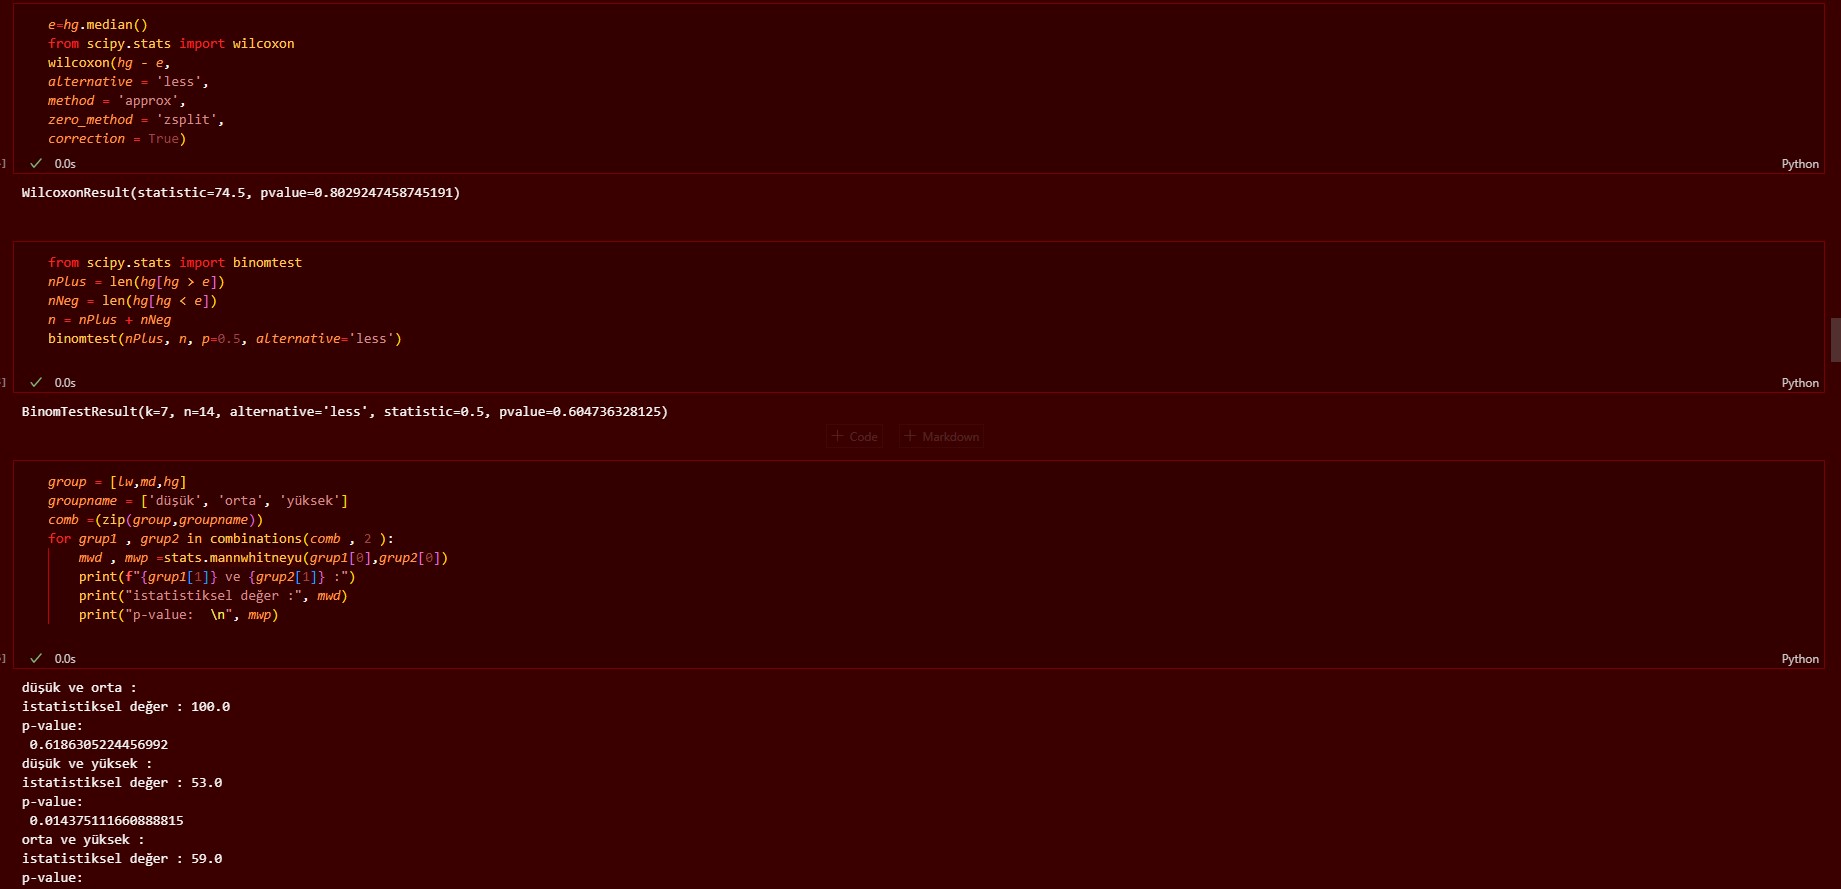 e=hg.median()
from scipy.stats import wilcoxon
wilcoxon(hg - e,
alternative = 'less',
method = 'approx',
zero_method = 'zsplit',
correction = True)
] ✓ 0.0s Python
WilcoxonResult(statistic=74.5, pvalue=0.8029247458745191)
from scipy.stats import binomtest
nPlus = len(hg[hg > e])
nNeg = len(hg[hg < e])
n = nPlus + nNeg
binomtest(nPlus, n, p=0.5, alternative='less')
] ✓ 0.0s Python
BinomTestResult(k=7, n=14, alternative='less', statistic=0.5, pvalue=0.604736328125)
+ Code + Markdown
group = [lw,md,hg]
groupname = ['düşük', 'orta', 'yüksek']
comb =(zip(group,groupname))
for grup1 , grup2 in combinations(comb , 2 ):
mwd , mwp =stats.mannwhitneyu(grup1[0],grup2[0])
print(f"{grup1[1]} ve {grup2[1]} :")
print("istatistiksel değer :", mwd)
print("p-value:  \n", mwp)
] ✓ 0.0s Python
düşük ve orta :
istatistiksel değer : 100.0
p-value:
0.6186305224456992
düşük ve yüksek :
istatistiksel değer : 53.0
p-value:
0.014375111660888815
orta ve yüksek :
istatistiksel değer : 59.0
p-value: